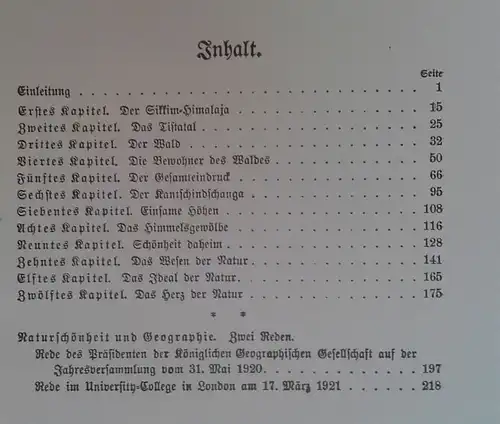 Inhalt.
Seite
Einleitung . . . . . . . . . . . . . . . . . . . . 1
Erstes Kapitel. Der Sikkim-Himalaja . . . . . . . . . . . . 15
Zweites Kapitel. Das Tistatal . . . . . . . . . . . . . . 25
Drittes Kapitel. Der Wald . . . . . . . . . . . . . . . 32
Viertes Kapitel. Die Bewohner des Waldes . . . . . . . . . . 50
Fünftes Kapitel. Der Gesamteindruck . . . . . . . . . . . . 66
Sechstes Kapitel. Der Kantschindschanga . . . . . . . . . . . 95
Siebentes Kapitel. Einsame Höhen . . . . . . . . . . . . . 108
Achtes Kapitel. Das Himmelsgewölbe . . . . . . . . . . . . 116
Neuntes Kapitel. Schönheit daheim . . . . . . . . . . . . . 128
Zehntes Kapitel. Das Wesen der Natur . . . . . . . . . . . . 141
Elftes Kapitel. Das Ideal der Natur . . . . . . . . . . . . 165
Zwölftes Kapitel. Das Herz der Natur . . . . . . . . . . . . 175
* *
Naturschönheit und Geographie. Zwei Reden.
Rede des Präsidenten der Königlichen Geographischen Gesellschaft auf der
Jahresversammlung vom 31. Mai 1920 . . . . . . . . . . . . 197
Rede im University-College in London am 17. März 1921 . . . . . . 218